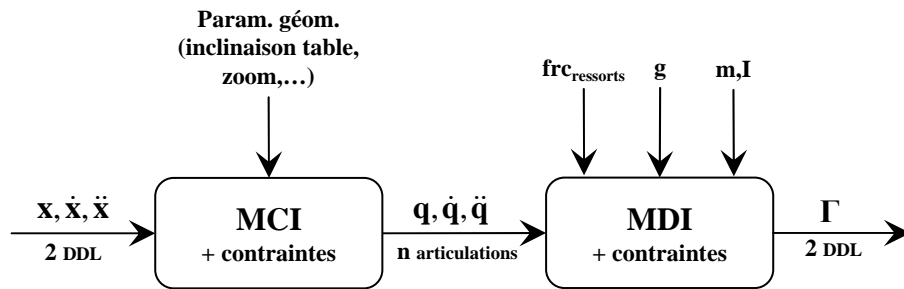 Param. géom.
(inclinaison table,
zoom,…)
frc_ressorts g m,I
x, ẋ, ẍ
2 DDL
MCI
+ contraintes
q, q̇, q̈
n articulations
MDI
+ contraintes
Γ
2 DDL